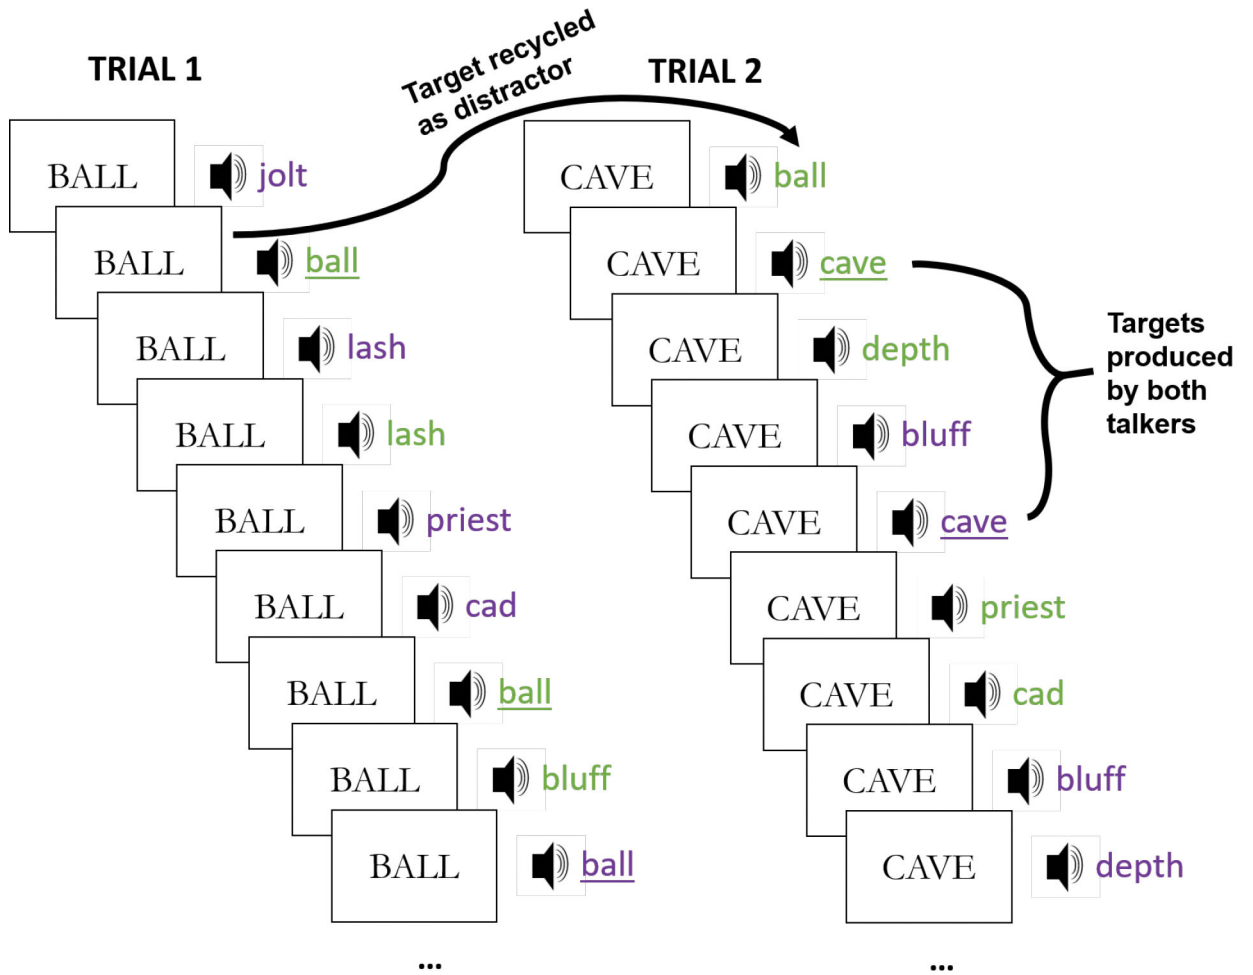 TRIAL 1
BALL jolt
BALL ball
BALL lash
BALL lash
BALL priest
BALL cad
BALL ball
BALL bluff
BALL ball
...
Target recycled
as distractor
TRIAL 2
CAVE ball
CAVE cave
CAVE depth
CAVE bluff
CAVE cave
CAVE priest
CAVE cad
CAVE bluff
CAVE depth
...
Targets
produced
by both
talkers